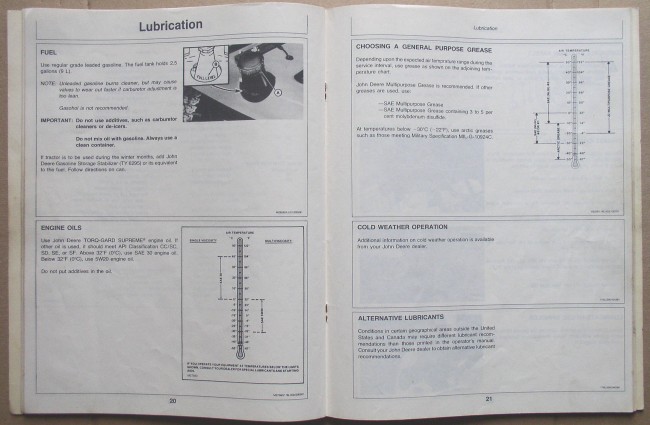 Lubrication
FUEL
Use regular grade leaded gasoline. The fuel tank holds 2.5
gallons (9 L).
NOTE: Unleaded gasoline burns cleaner, but may cause
valves to wear out faster if carburetor adjustment is
too lean.
Gasohol is not recommended.
IMPORTANT: Do not use additives, such as carburetor
cleaners or de-icers.
Do not mix oil with gasoline. Always use a
clean container.
If tractor is to be used during the winter months, add John
Deere Gasoline Storage Stabilizer or its equivalent
to the fuel. Follow directions on can.
FULL LEVEL
A
ENGINE OILS
Use John Deere TORQ-GARD SUPREME® engine oil. If
other oil is used, it should meet API Classification CC/SC,
SD, SE, or SF. Above 32°F (0°C), use SAE 30 engine oil.
Below 32°F (0°C), use 5W20 engine oil.
Do not put additives in the oil.
AIR TEMPERATURE
SINGLE VISCOSITY
MULTIVISCOSITY
20
Lubrication
CHOOSING A GENERAL PURPOSE GREASE
Depending upon the expected air temperature range during the
service interval, use grease as shown on the adjoining tem-
perature chart.
John Deere Multipurpose Grease is recommended. If other
greases are used, use:
—SAE Multipurpose Grease
—SAE Multipurpose Grease containing 3 to 5 per
cent molybdenum disulfide.
At temperatures below -30°C (-22°F), use arctic greases
such as those meeting Military Specification MIL-G-10924C.
AIR TEMPERATURE
COLD WEATHER OPERATION
Additional information on cold weather operation is available
from your John Deere dealer.
ALTERNATIVE LUBRICANTS
Conditions in certain geographical areas outside the United
States and Canada may require different lubricant recom-
mendations than those printed in the operator's manual.
Consult your John Deere dealer to obtain alternative lubricant
recommendations.
21